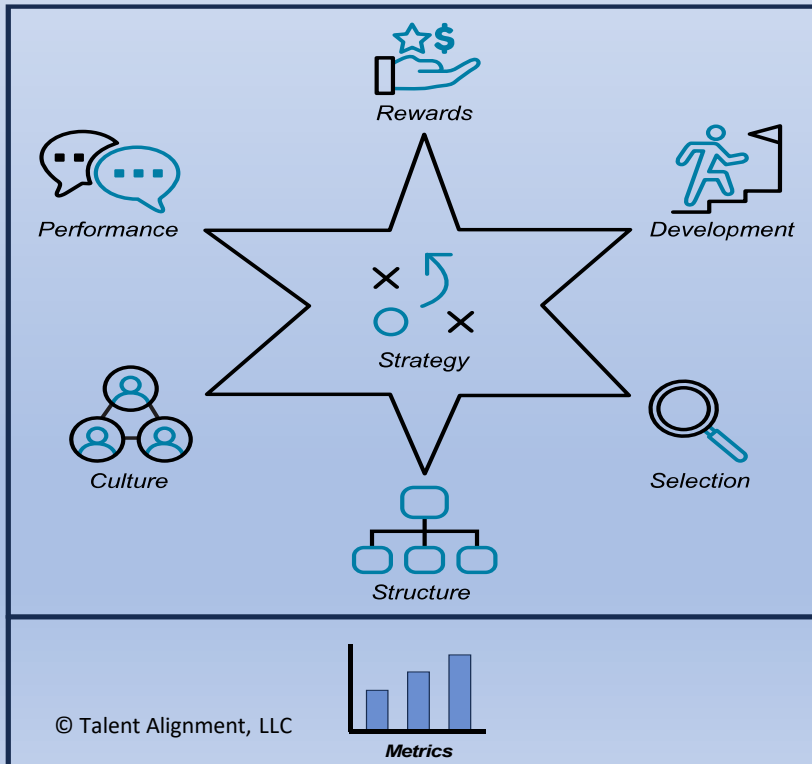 Rewards
Performance
Development
Strategy
Culture
Selection
Structure
© Talent Alignment, LLC
Metrics